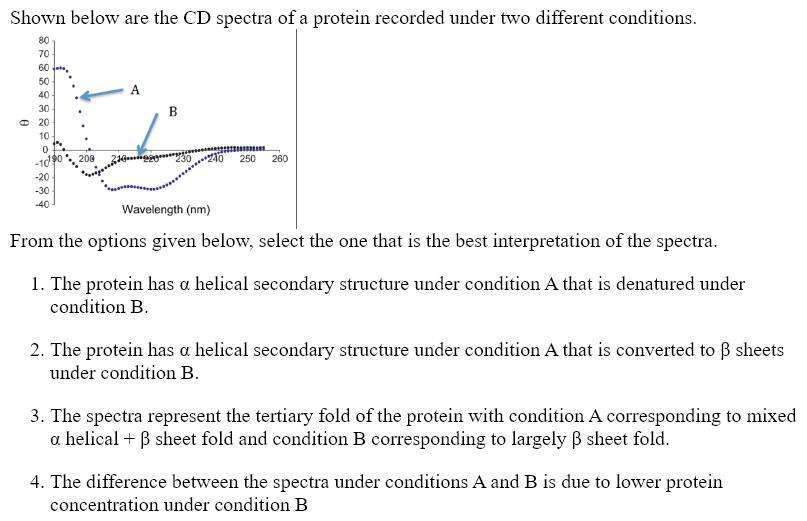 Shown below are the CD spectra of a protein recorded under two different conditions.
80
70
60
50
40
30
20
10
0
-10
-20
-30
-40
θ
A
B
190 200 210 220 230 240 250 260
Wavelength (nm)
From the options given below, select the one that is the best interpretation of the spectra.
1. The protein has α helical secondary structure under condition A that is denatured under
condition B.
2. The protein has α helical secondary structure under condition A that is converted to β sheets
under condition B.
3. The spectra represent the tertiary fold of the protein with condition A corresponding to mixed
α helical + β sheet fold and condition B corresponding to largely β sheet fold.
4. The difference between the spectra under conditions A and B is due to lower protein
concentration under condition B